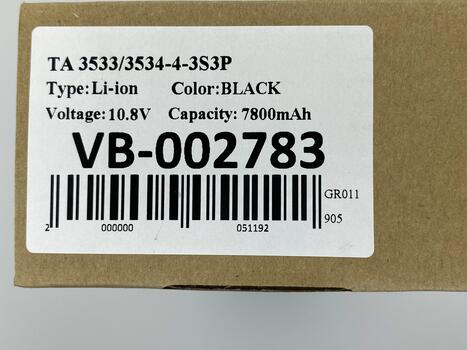 TA 3533/3534-4-3S3P
Type:Li-ion Color:BLACK
Voltage:10.8V Capacity: 7800mAh
VB-002783
GR011
905
2 000000 051192